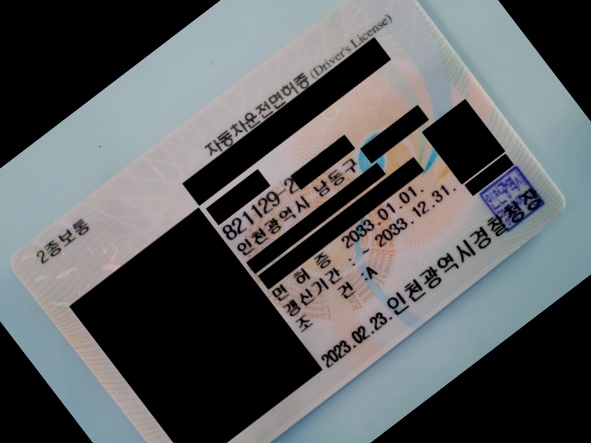 2종보통
자동차운전면허증 (Driver's License)
821129-2
인천광역시 남동구
면 허 증 2033.01.01.
갱신기간 : ~ 2033.12.31.
조 건 :A
2023.02.23. 인천광역시경찰청장